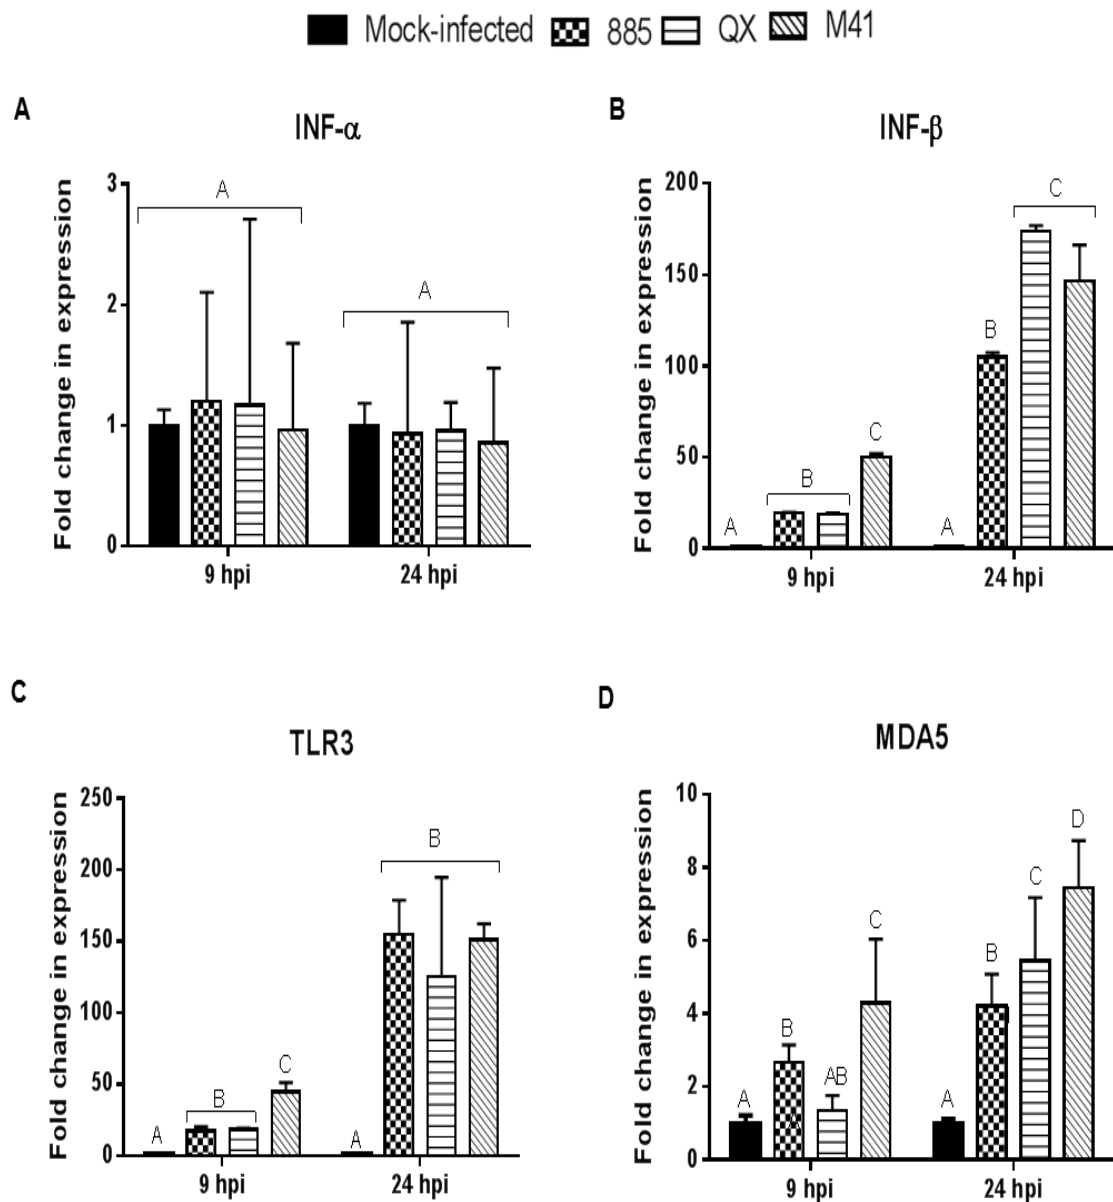 Mock-infected 885 QX M41
A B
INF-α INF-β
Fold change in expression
3
2
1
0
A
A
9 hpi 24 hpi
Fold change in expression
200
150
100
50
0
A
B
C
A
B
C
9 hpi 24 hpi
C D
TLR3 MDA5
Fold change in expression
250
200
150
100
50
0
A
B
C
A
B
9 hpi 24 hpi
Fold change in expression
10
8
6
4
2
0
A
B
AB
C
A
B
C
D
9 hpi 24 hpi